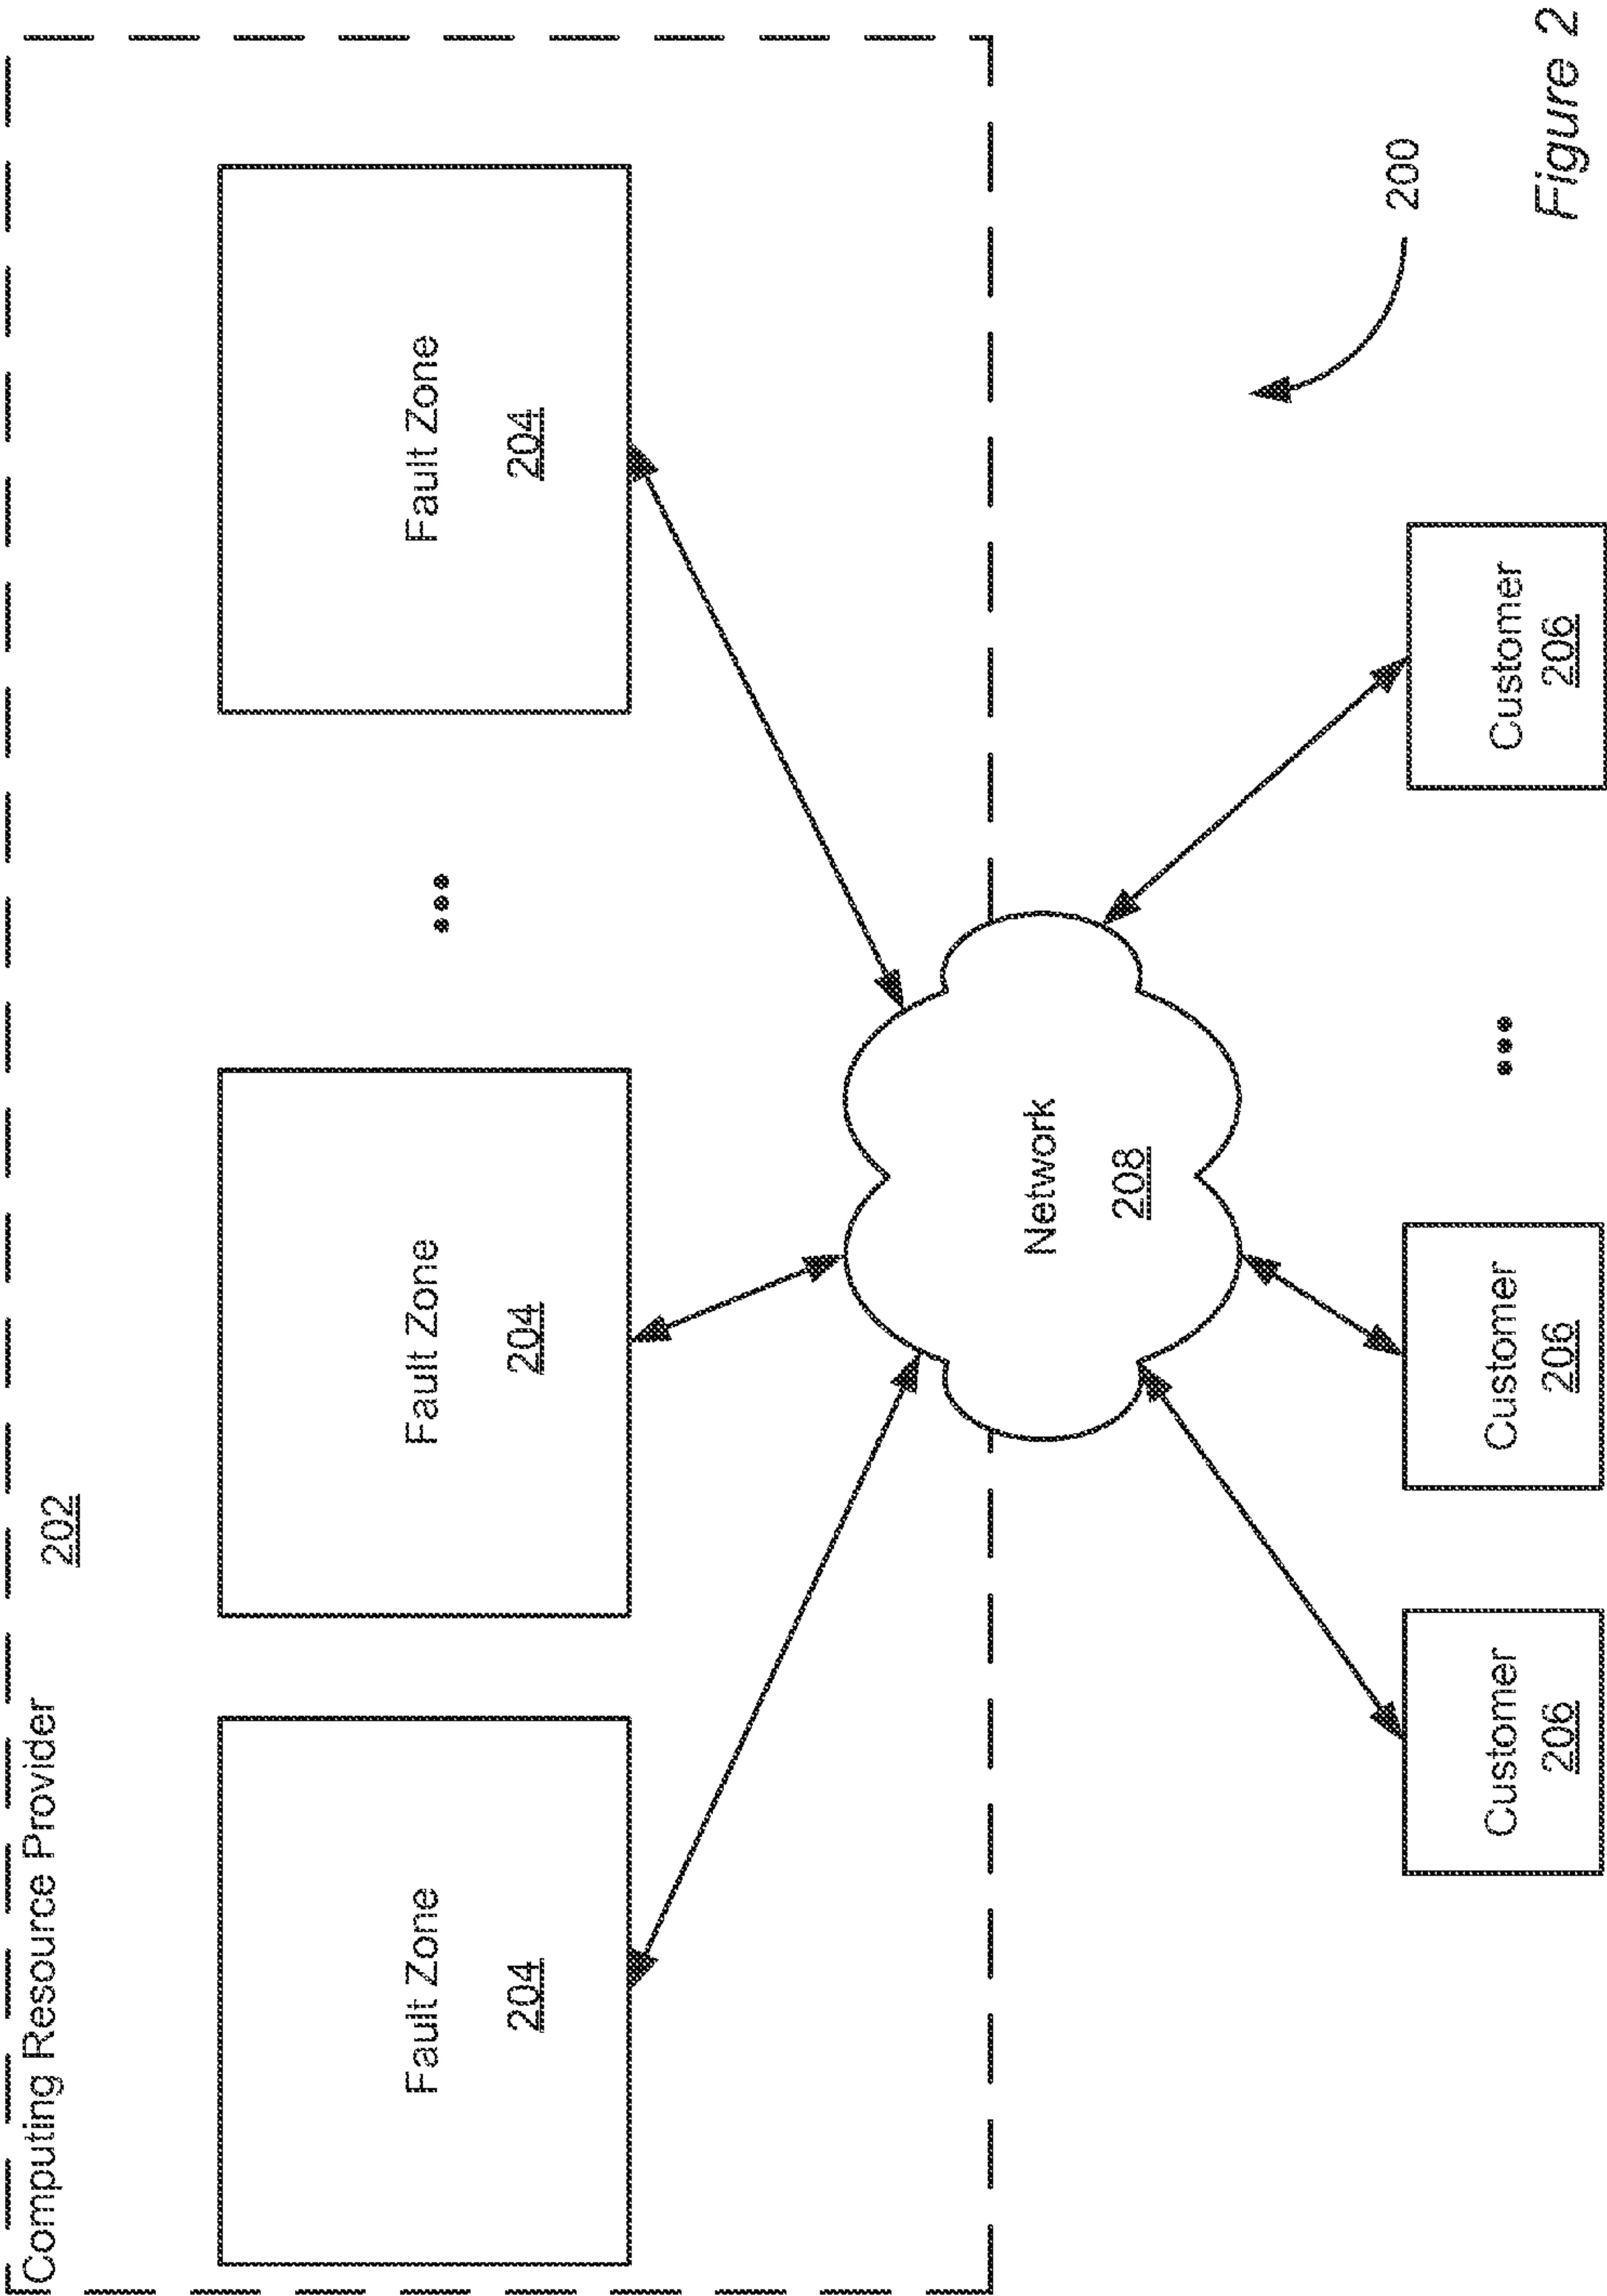 Computing Resource Provider
202
Fault Zone
204
Fault Zone
204
...
Fault Zone
204
Network
208
Customer
206
Customer
206
...
Customer
206
200
Figure 2